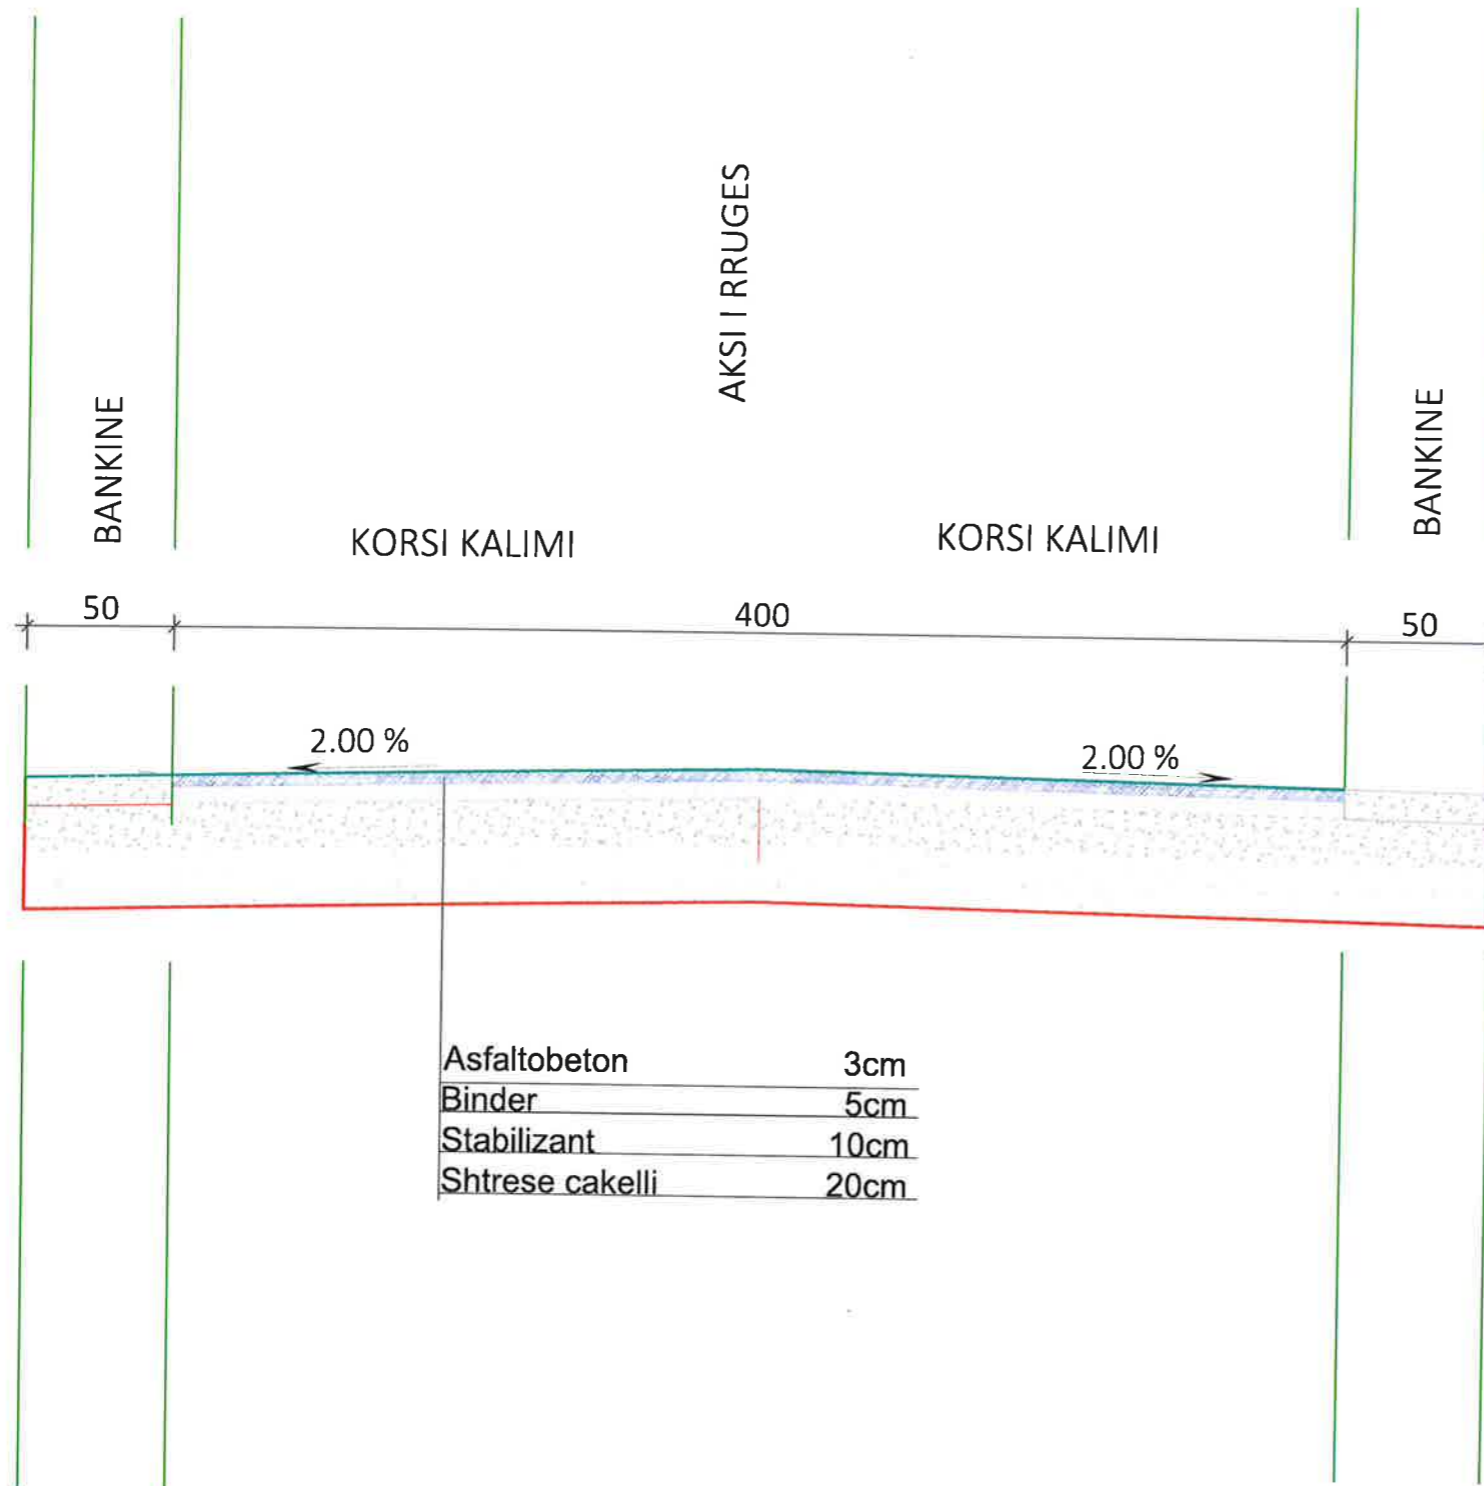 AKSI I RRUGES
BANKINE
BANKINE
KORSI KALIMI
KORSI KALIMI
50
400
50
2.00 %
2.00 %
Asfaltobeton 3cm
Binder 5cm
Stabilizant 10cm
Shtrese cakelli 20cm